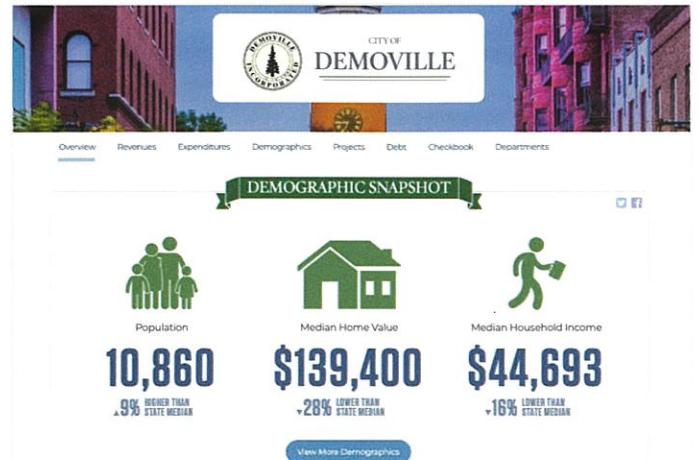 DEMOVILLE
INCORPORATED
CITY OF
DEMOVILLE
Overview Revenues Expenditures Demographics Projects Debt Checkbook Departments
DEMOGRAPHIC SNAPSHOT
Population Median Home Value Median Household Income
10,860 $139,400 $44,693
▲9% HIGHER THAN STATE MEDIAN ▼28% LOWER THAN STATE MEDIAN ▼16% LOWER THAN STATE MEDIAN
View More Demographics